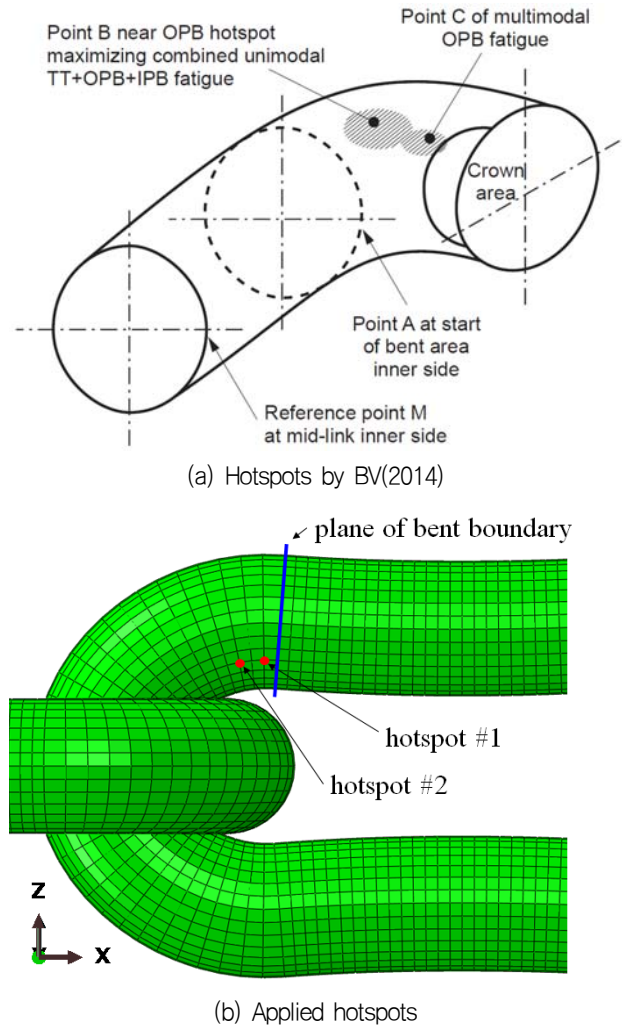 Point B near OPB hotspot
maximizing combined unimodal
TT+OPB+IPB fatigue
Point C of multimodal
OPB fatigue
Crown
area
Point A at start
of bent area
inner side
Reference point M
at mid-link inner side
(a) Hotspots by BV(2014)
plane of bent boundary
hotspot #1
hotspot #2
Z
X
(b) Applied hotspots